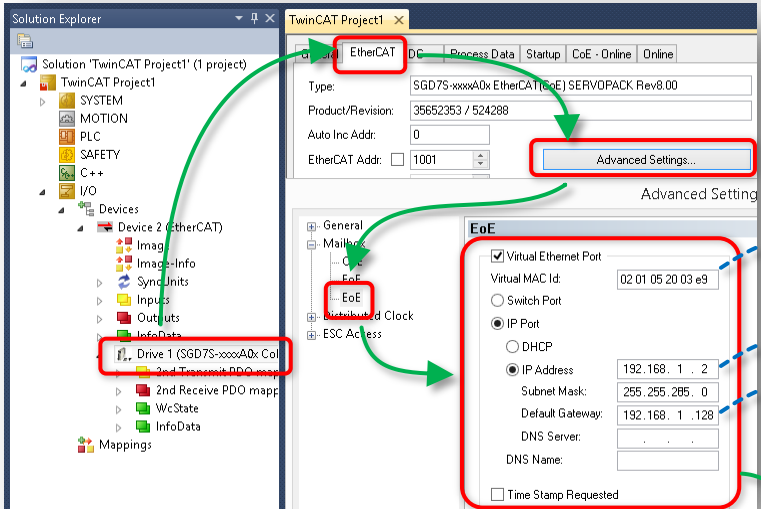 Solution Explorer
TwinCAT Project1
Solution 'TwinCAT Project1' (1 project)
TwinCAT Project1
SYSTEM
MOTION
PLC
SAFETY
C++
I/O
Devices
Device 2 (EtherCAT)
Image
Image-Info
SyncUnits
Inputs
Outputs
InfoData
Drive 1 (SGD7S-xxxxA0x Col
2nd Transmit PDO mapp
2nd Receive PDO mapp
WcState
InfoData
Mappings
EtherCAT
DC
Process Data
Startup
CoE - Online
Online
Type:
SGD7S-xxxxA0x EtherCAT(CoE) SERVOPACK Rev8.00
Product/Revision:
35652353 / 524288
Auto Inc Addr:
0
EtherCAT Addr:
1001
Advanced Settings...
Advanced Setting
General
Mailbox
EoE
Distributed Clock
ESC Access
EoE
Virtual Ethernet Port
Virtual MAC Id:
02 01 05 20 03 e9
Switch Port
IP Port
DHCP
IP Address
192.168. 1 . 2
Subnet Mask:
255.255.255. 0
Default Gateway:
192.168. 1 .128
DNS Server:
. . .
DNS Name:
Time Stamp Requested